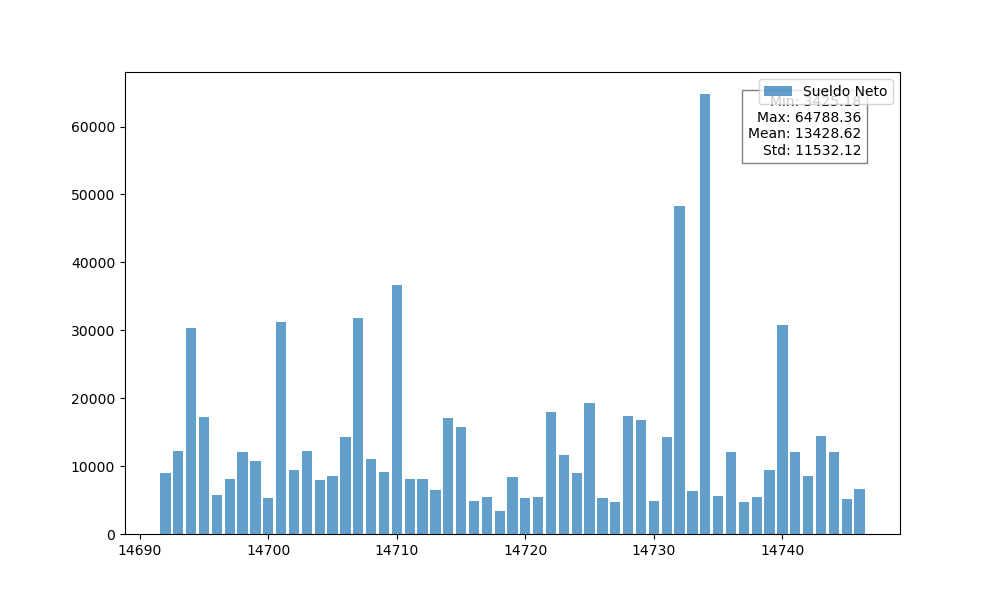 Sueldo Neto
Min: 3425.18
Max: 64788.36
Mean: 13428.62
Std: 11532.12
60000
50000
40000
30000
20000
10000
0
14690 14700 14710 14720 14730 14740